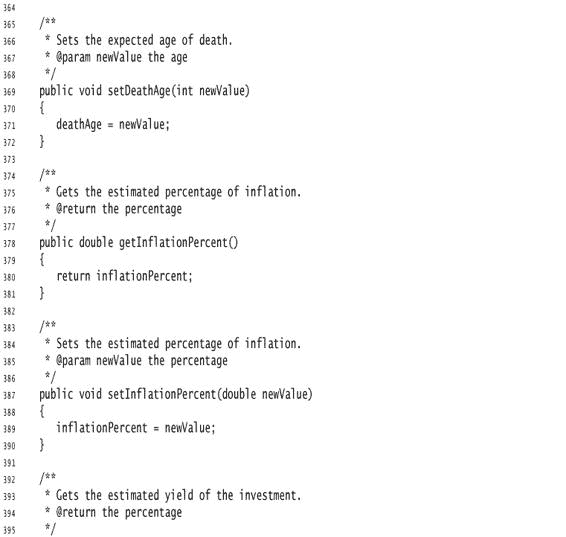 364
365 /**
366  * Sets the expected age of death.
367  * @param newValue the age
368  */
369 public void setDeathAge(int newValue)
370 {
371    deathAge = newValue;
372 }
373
374 /**
375  * Gets the estimated percentage of inflation.
376  * @return the percentage
377  */
378 public double getInflationPercent()
379 {
380    return inflationPercent;
381 }
382
383 /**
384  * Sets the estimated percentage of inflation.
385  * @param newValue the percentage
386  */
387 public void setInflationPercent(double newValue)
388 {
389    inflationPercent = newValue;
390 }
391
392 /**
393  * Gets the estimated yield of the investment.
394  * @return the percentage
395  */